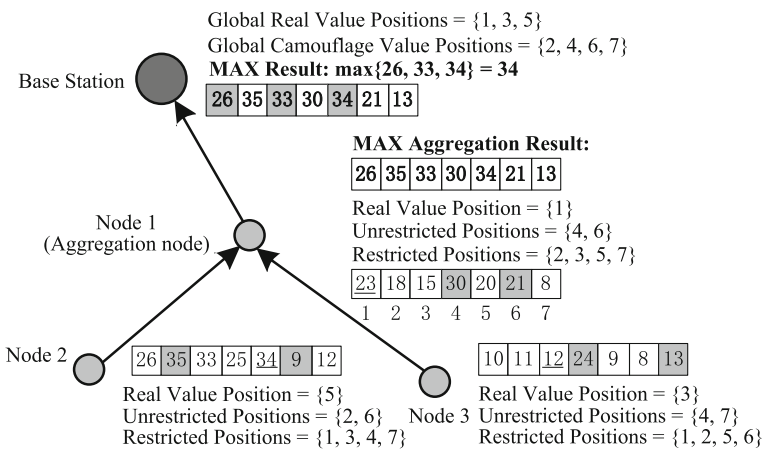 Global Real Value Positions = {1, 3, 5}
Global Camouflage Value Positions = {2, 4, 6, 7}
MAX Result: max{26, 33, 34} = 34
Base Station
26 35 33 30 34 21 13
MAX Aggregation Result:
26 35 33 30 34 21 13
Real Value Position = {1}
Unrestricted Positions = {4, 6}
Restricted Positions = {2, 3, 5, 7}
Node 1
(Aggregation node)
23 18 15 30 20 21 8
1 2 3 4 5 6 7
Node 2
26 35 33 25 34 9 12
Real Value Position = {5}
Unrestricted Positions = {2, 6}
Restricted Positions = {1, 3, 4, 7}
10 11 12 24 9 8 13
Node 3
Real Value Position = {3}
Unrestricted Positions = {4, 7}
Restricted Positions = {1, 2, 5, 6}